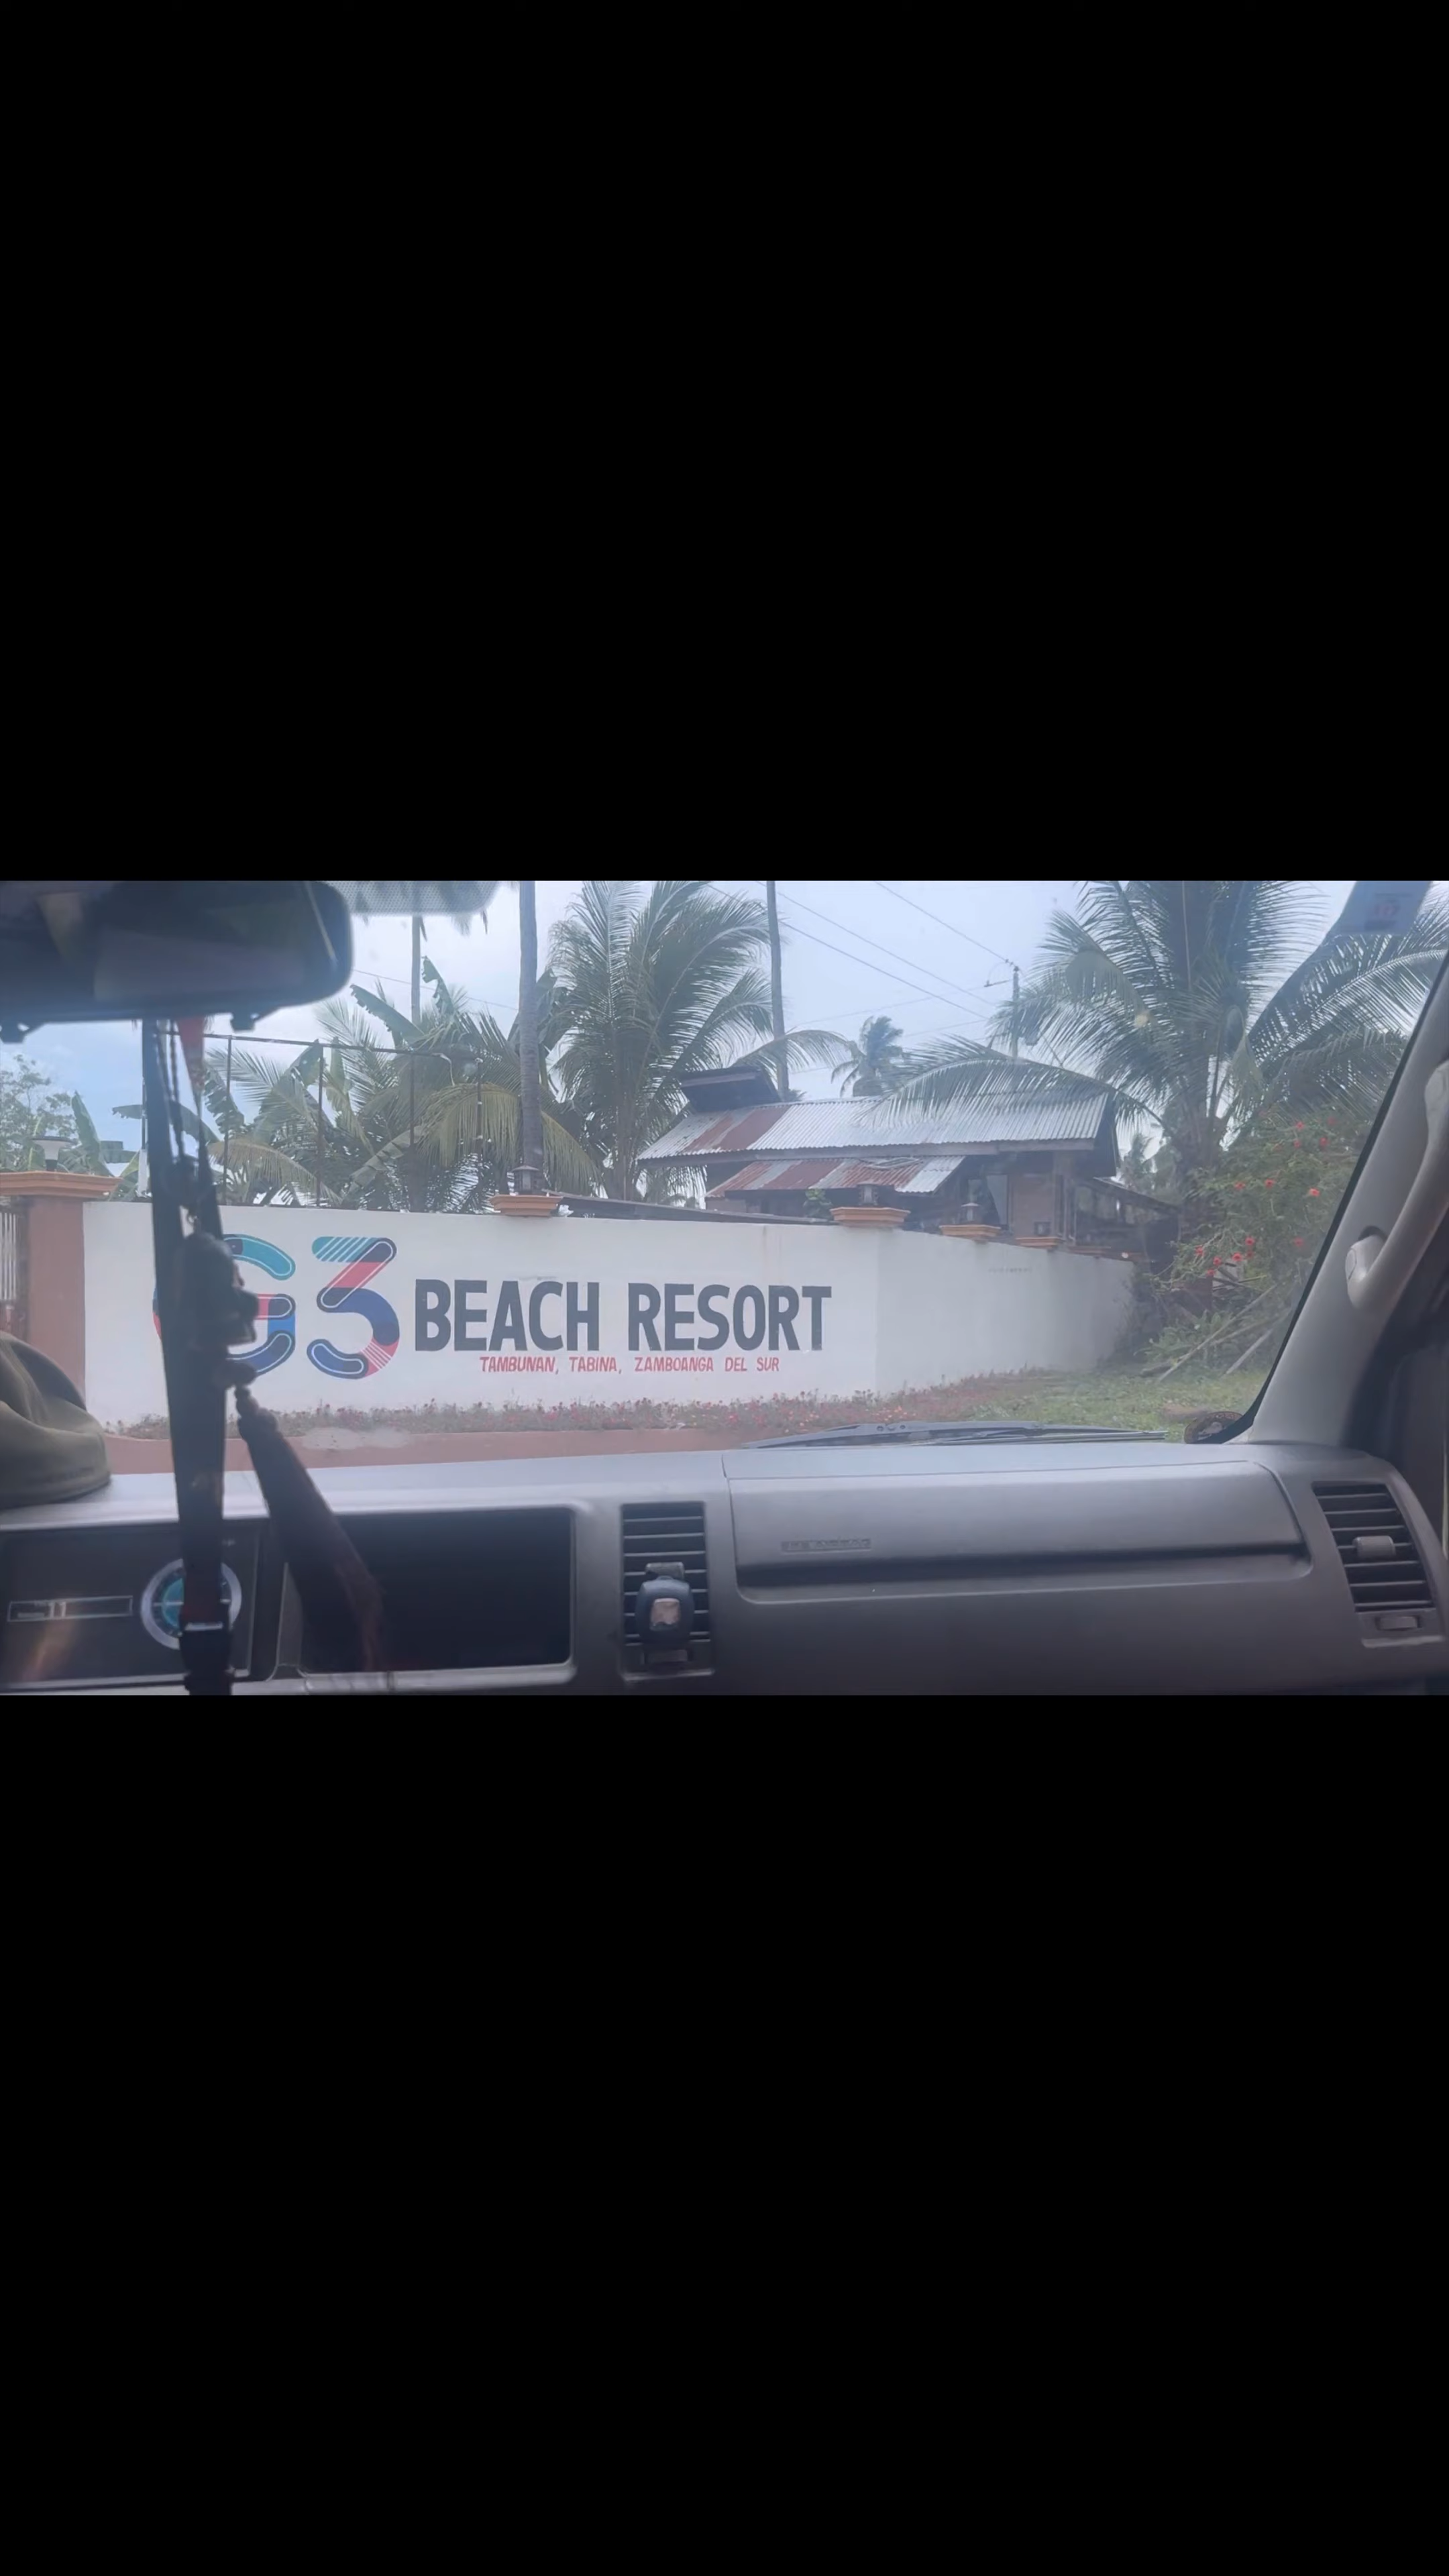 G3 BEACH RESORT
TAMBUNAN, TABINA, ZAMBOANGA DEL SUR